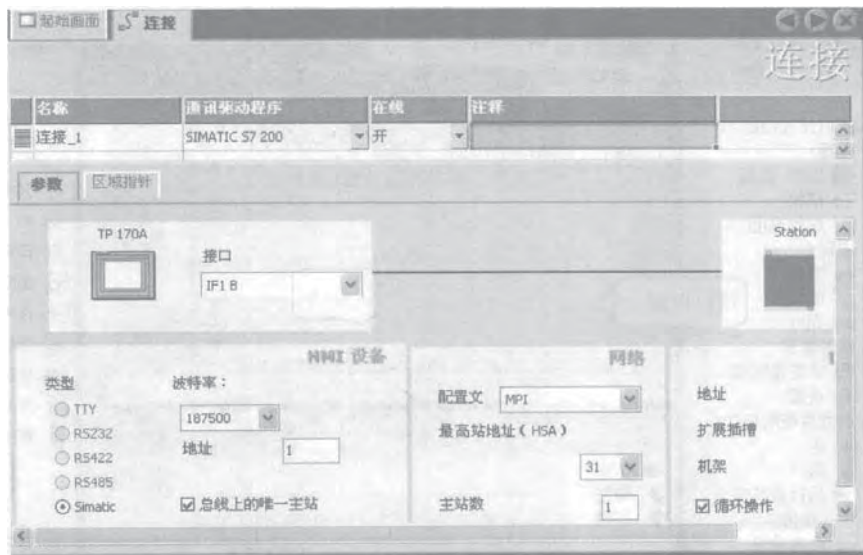 起始画面 连接
连接
名称 通讯驱动程序 在线 注释
连接_1 SIMATIC S7 200 开
参数 区域指针
TP 170A
接口
IF1 B
Station
HMI 设备
类型
TTY
RS232
RS422
RS485
Simatic
波特率：
187500
地址 1
总线上的唯一主站
网络
配置文 MPI
最高站地址（HSA）
31
主站数 1
地址
扩展插槽
机架
循环操作